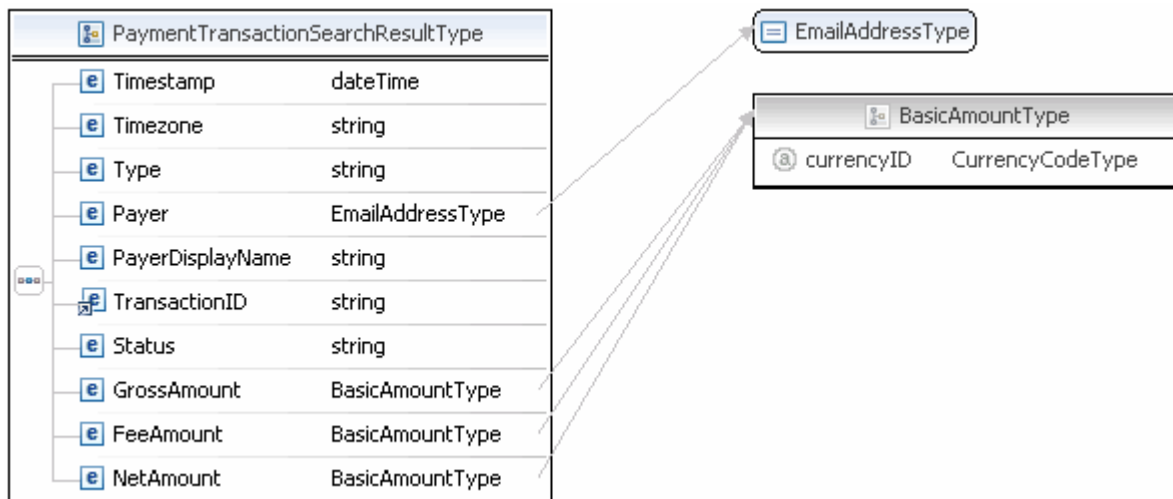 PaymentTransactionSearchResultType
e Timestamp dateTime
e Timezone string
e Type string
e Payer EmailAddressType
e PayerDisplayName string
e TransactionID string
e Status string
e GrossAmount BasicAmountType
e FeeAmount BasicAmountType
e NetAmount BasicAmountType
EmailAddressType
BasicAmountType
a currencyID CurrencyCodeType